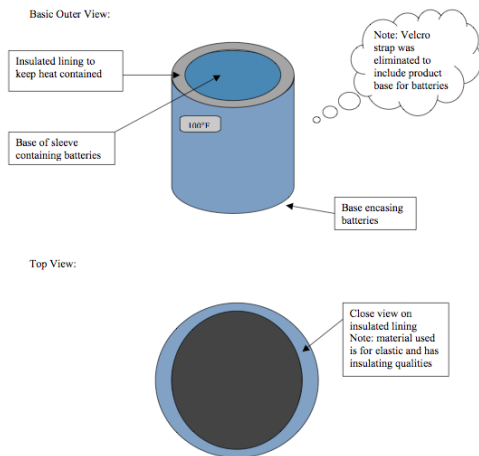 Basic Outer View:
Insulated lining to
keep heat contained
Note: Velcro
strap was
eliminated to
include product
base for batteries
100°F
Base of sleeve
containing batteries
Base encasing
batteries
Top View:
Close view on
insulated lining
Note: material used
is for elastic and has
insulating qualities